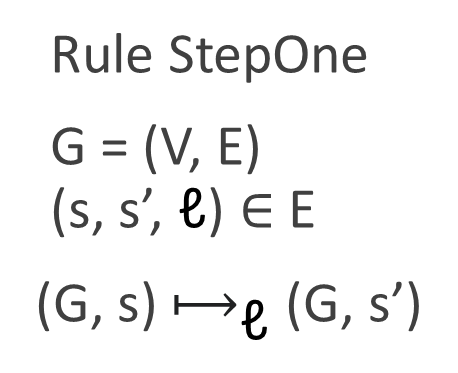 Rule StepOne
G = (V, E)
(s, s’, ℓ) ∈ E
(G, s) ⟼ℓ (G, s’)